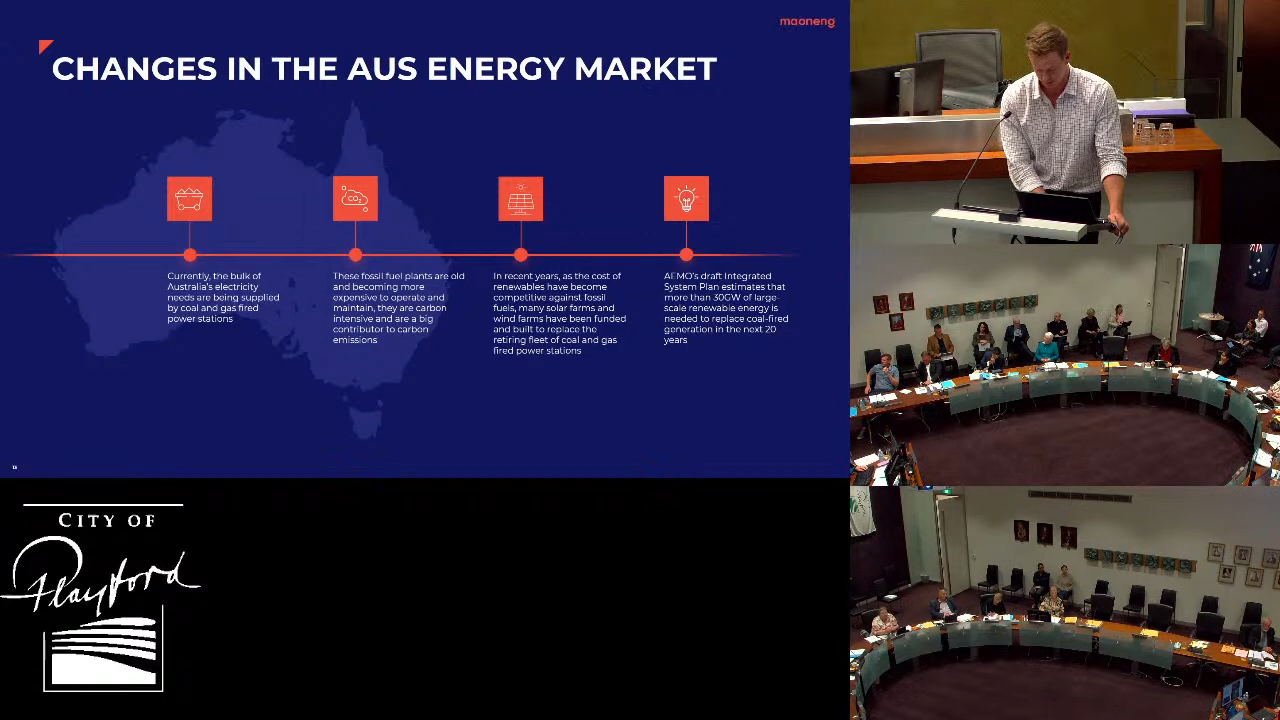 maoneng
CHANGES IN THE AUS ENERGY MARKET
CO₂
Currently, the bulk of
Australia's electricity
needs are being supplied
by coal and gas fired
power stations
These fossil fuel plants are old
and becoming more
expensive to operate and
maintain, they are carbon
intensive and are a big
contributor to carbon
emissions
In recent years, as the cost of
renewables have become
competitive against fossil
fuels, many solar farms and
wind farms have been funded
and built to replace the
retiring fleet of coal and gas
fired power stations
AEMO's draft Integrated
System Plan estimates that
more than 30GW of large-
scale renewable energy is
needed to replace coal-fired
generation in the next 20
years
CITY OF
Playford